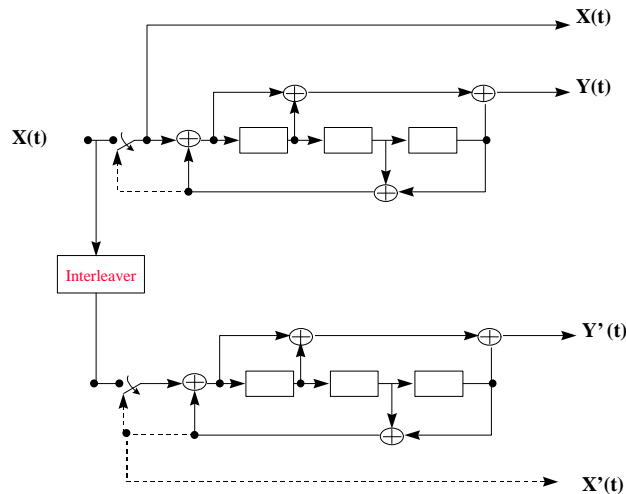 X(t)
Y(t)
X(t)
Interleaver
Y' (t)
X'(t)